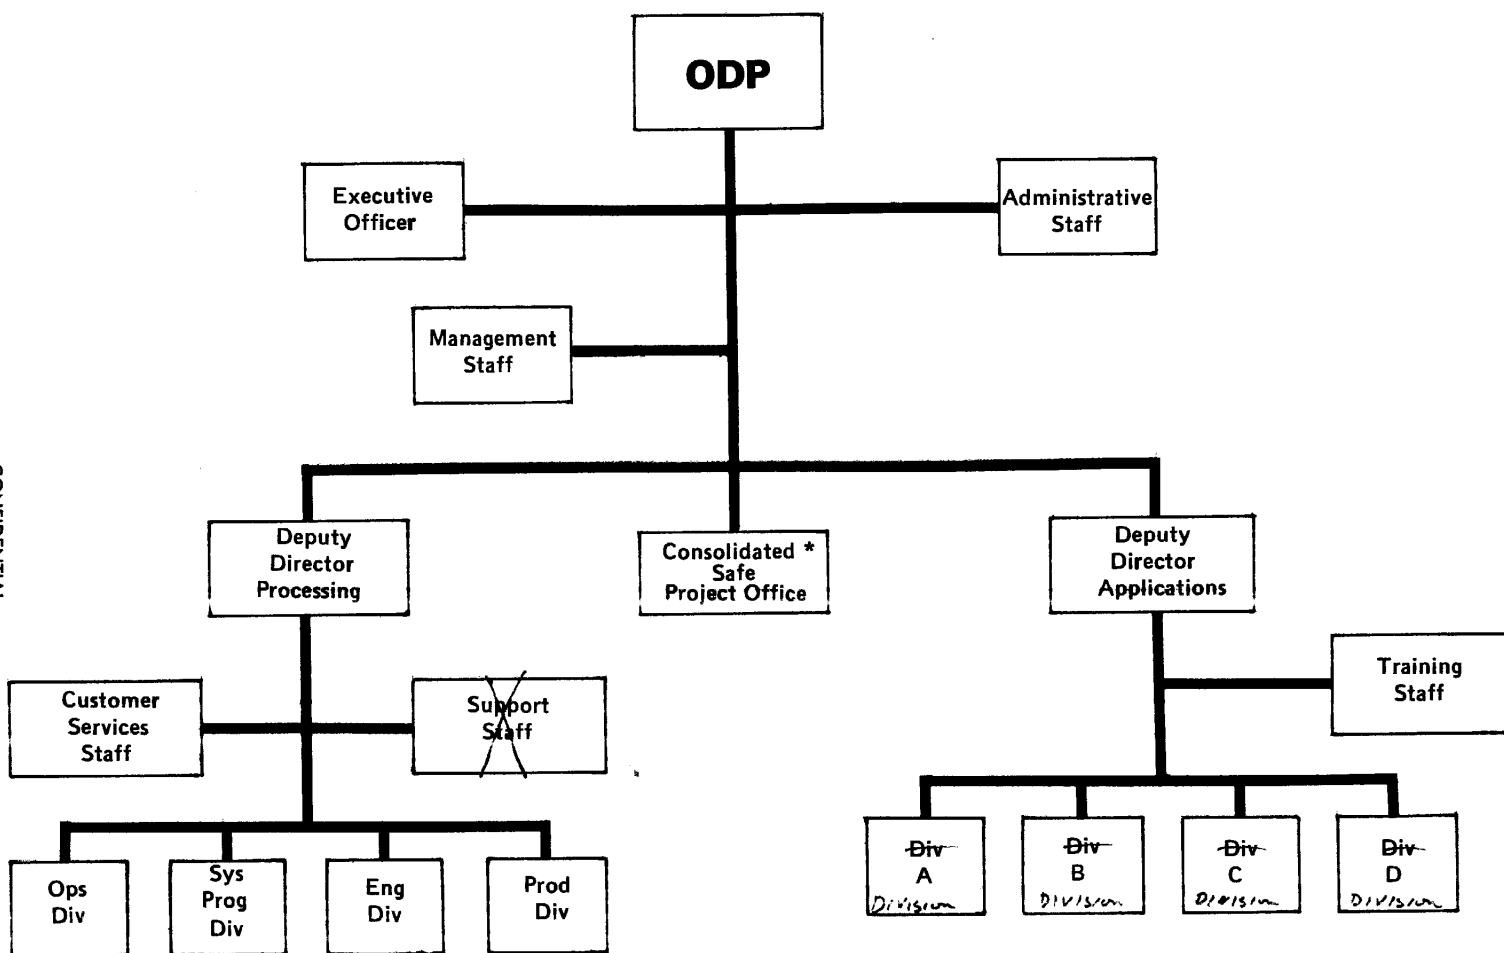 ODP
Executive
Officer
Administrative
Staff
Management
Staff
Deputy
Director
Processing
Consolidated *
Safe
Project Office
Deputy
Director
Applications
Customer
Services
Staff
Support
Staff
Training
Staff
Ops
Div
Sys
Prog
Div
Eng
Div
Prod
Div
Div
A
Division
Div
B
Division
Div
C
Division
Div
D
Division